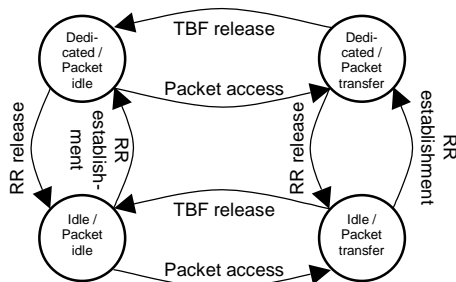 TBF release
Dedi-
cated /
Packet
idle
Dedi-
cated /
Packet
transfer
Packet access
RR release
RR
establish-
ment
RR release
RR
establishment
Idle /
Packet
idle
TBF release
Idle /
Packet
transfer
Packet access